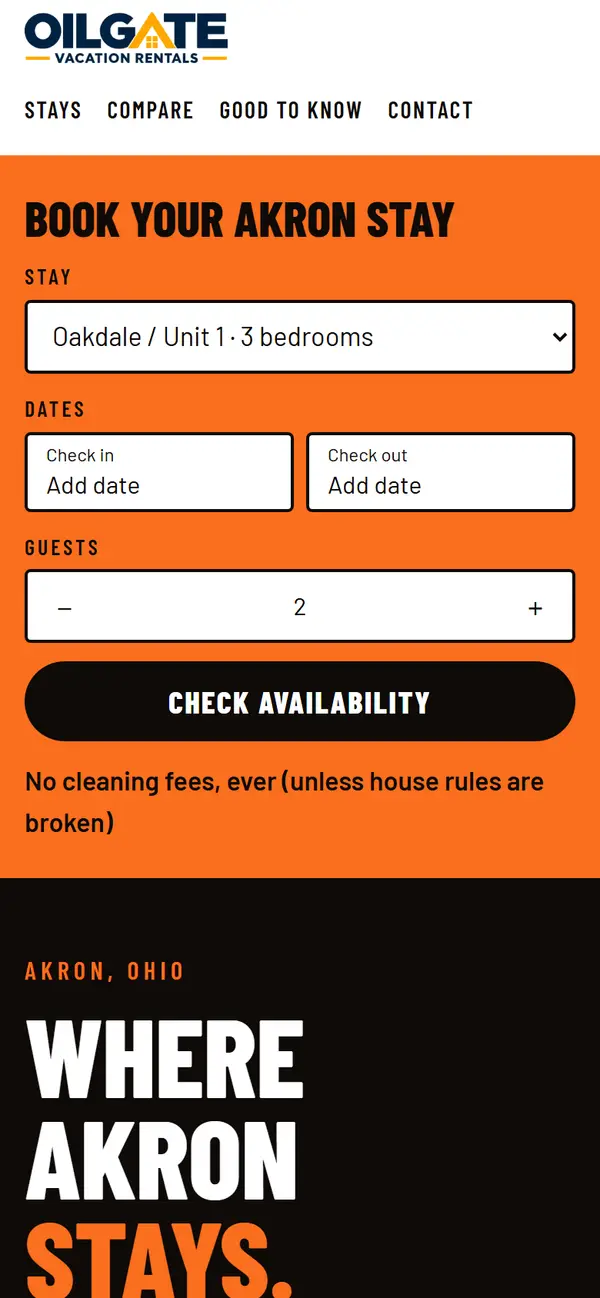 OILGATE
VACATION RENTALS
STAYS COMPARE GOOD TO KNOW CONTACT
BOOK YOUR AKRON STAY
STAY
Oakdale / Unit 1 · 3 bedrooms
DATES
Check in Check out
Add date Add date
GUESTS
− 2 +
CHECK AVAILABILITY
No cleaning fees, ever (unless house rules are
broken)
AKRON, OHIO
WHERE
AKRON
STAYS.